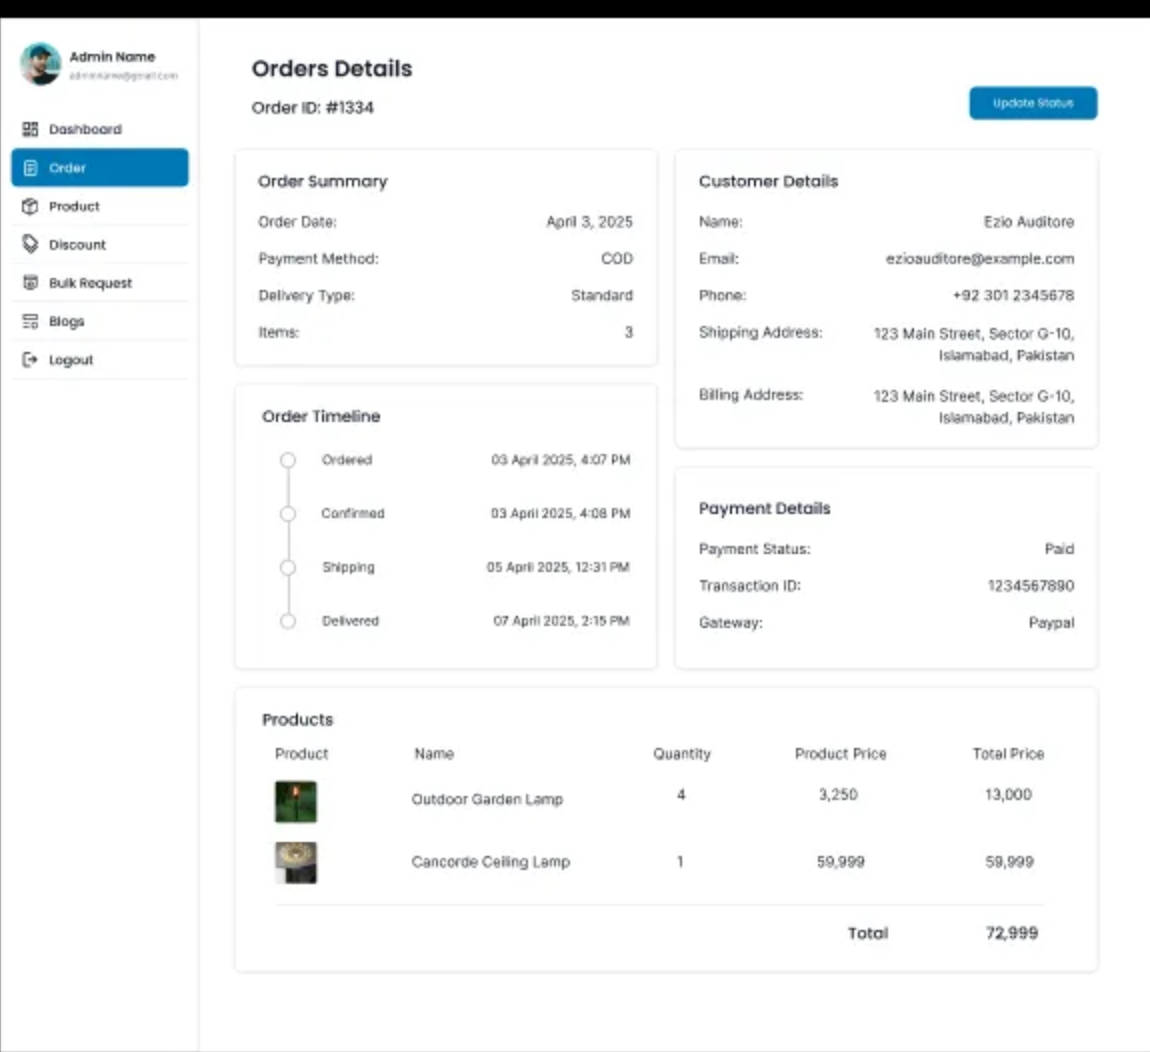 Admin Name
adminname@gmail.com
Dashboard
Order
Product
Discount
Bulk Request
Blogs
Logout
Orders Details
Order ID: #1334
Update Status
Order Summary
Order Date: April 3, 2025
Payment Method: COD
Delivery Type: Standard
Items: 3
Customer Details
Name: Ezio Auditore
Email: ezioauditore@example.com
Phone: +92 301 2345678
Shipping Address: 123 Main Street, Sector G-10,
Islamabad, Pakistan
Billing Address: 123 Main Street, Sector G-10,
Islamabad, Pakistan
Order Timeline
Ordered 03 April 2025, 4:07 PM
Confirmed 03 April 2025, 4:08 PM
Shipping 05 April 2025, 12:31 PM
Delivered 07 April 2025, 2:15 PM
Payment Details
Payment Status: Paid
Transaction ID: 1234567890
Gateway: Paypal
Products
Product Name Quantity Product Price Total Price
Outdoor Garden Lamp 4 3,250 13,000
Cancorde Ceiling Lamp 1 59,999 59,999
Total 72,999